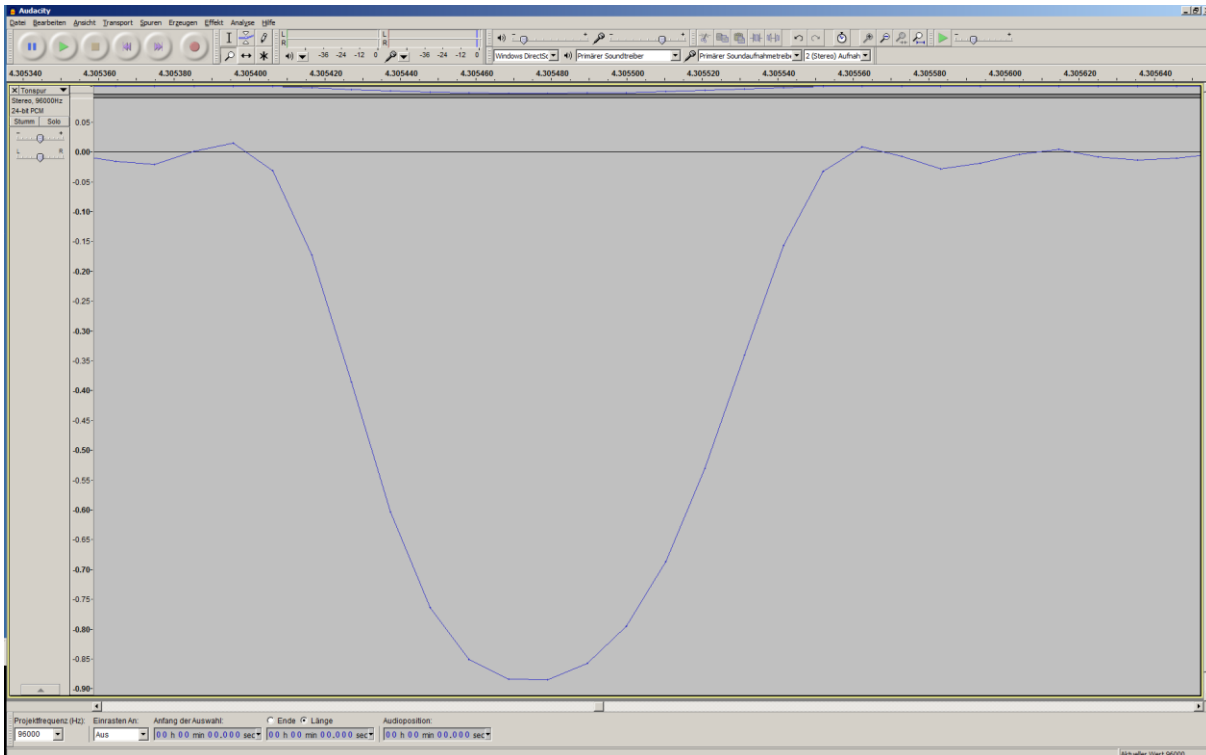 Audacity
Datei Bearbeiten Ansicht Transport Spuren Erzeugen Effekt Analyse Hilfe
L R
L R
-36 -24 -12 0
-36 -24 -12 0
Primärer Soundtreiber
2 (Stereo) Aufnah
4.305340 4.305360 4.305380 4.305400 4.305420 4.305440 4.305460 4.305480 4.305500 4.305520 4.305540 4.305560 4.305580 4.305600 4.305620 4.305640
X Tonspur
Stereo, 96000Hz
24-bit PCM
Stumm Solo
- +
L R
0.05
0.00
-0.05
-0.10
-0.15
-0.20
-0.25
-0.30
-0.35
-0.40
-0.45
-0.50
-0.55
-0.60
-0.65
-0.70
-0.75
-0.80
-0.85
-0.90
Projektfrequenz (Hz): Einrasten An: Anfang der Auswahl: Ende Länge Audioposition:
96000 Aus 00 h 00 min 00.000 sec 00 h 00 min 00.000 sec 00 h 00 min 00.000 sec